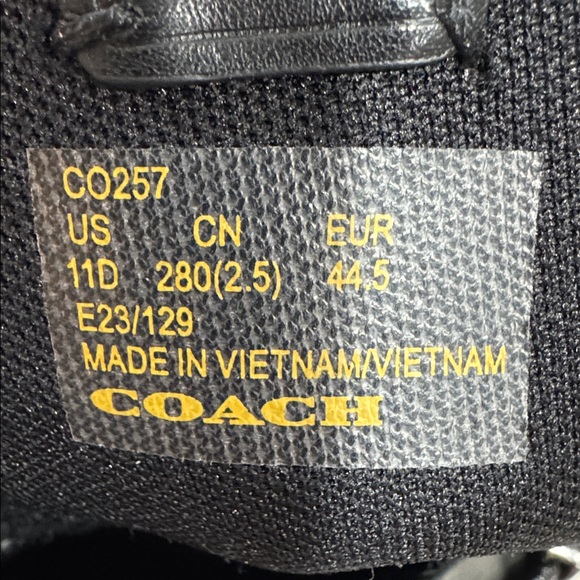 CO257
US CN EUR
11D 280(2.5) 44.5
E23/129
MADE IN VIETNAM/VIETNAM
COACH